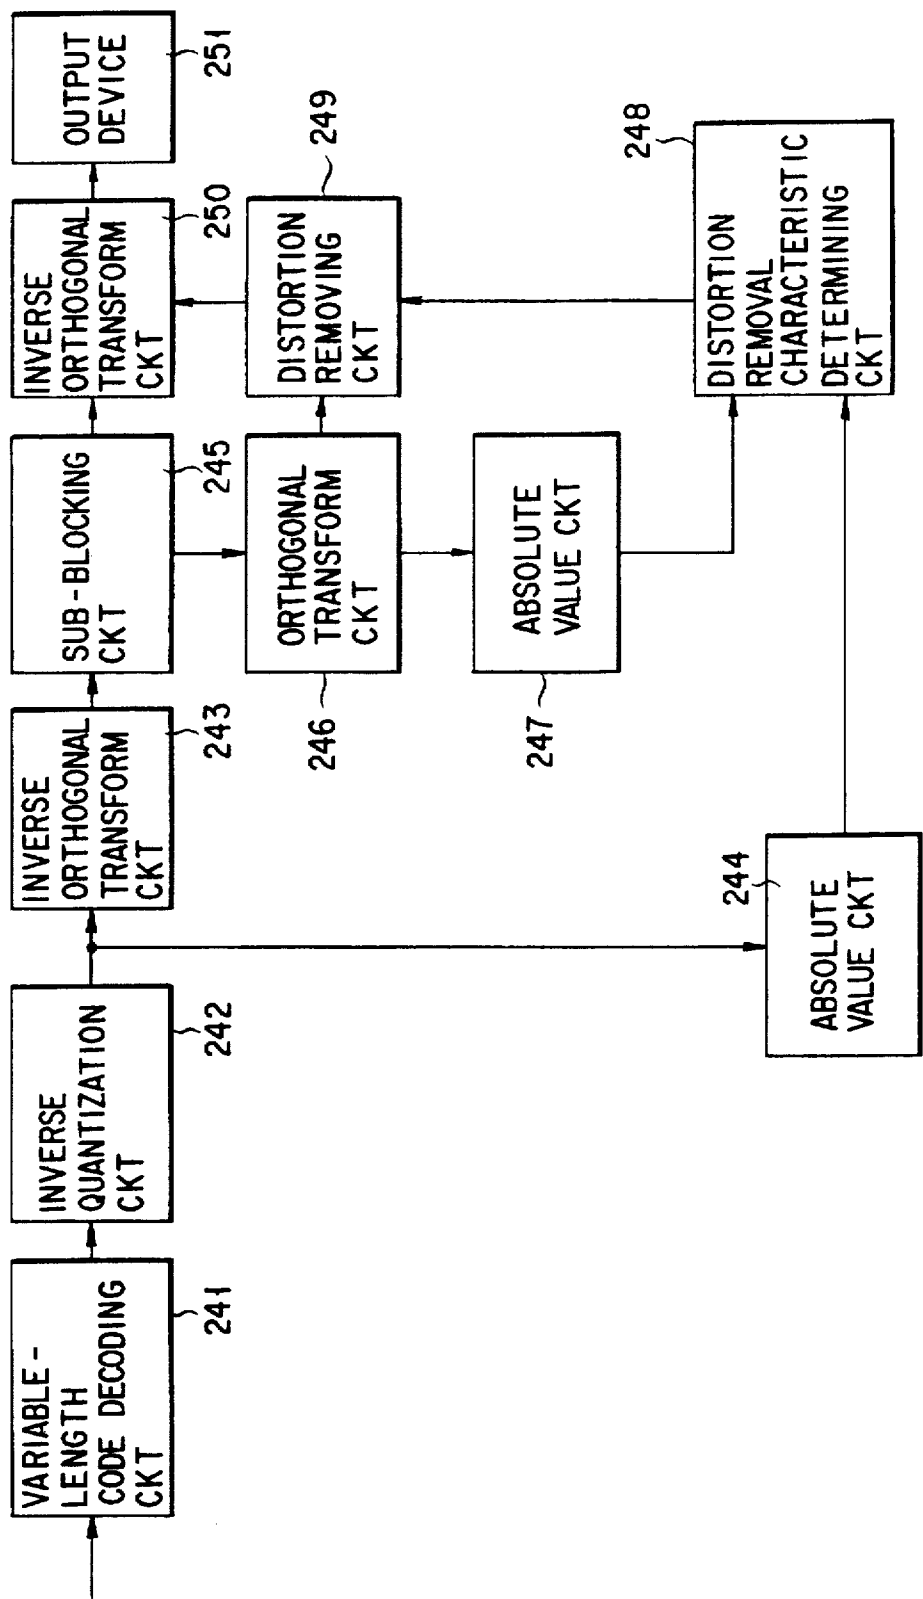 VARIABLE-
LENGTH
CODE DECODING
CKT
241
INVERSE
QUANTIZATION
CKT
242
INVERSE
ORTHOGONAL
TRANSFORM
CKT
243
SUB-BLOCKING
CKT
245
INVERSE
ORTHOGONAL
TRANSFORM
CKT
250
OUTPUT
DEVICE
251
246
ORTHOGONAL
TRANSFORM
CKT
DISTORTION
REMOVING
CKT
249
247
ABSOLUTE
VALUE CKT
244
ABSOLUTE
VALUE CKT
248
DISTORTION
REMOVAL
CHARACTERISTIC
DETERMINING
CKT